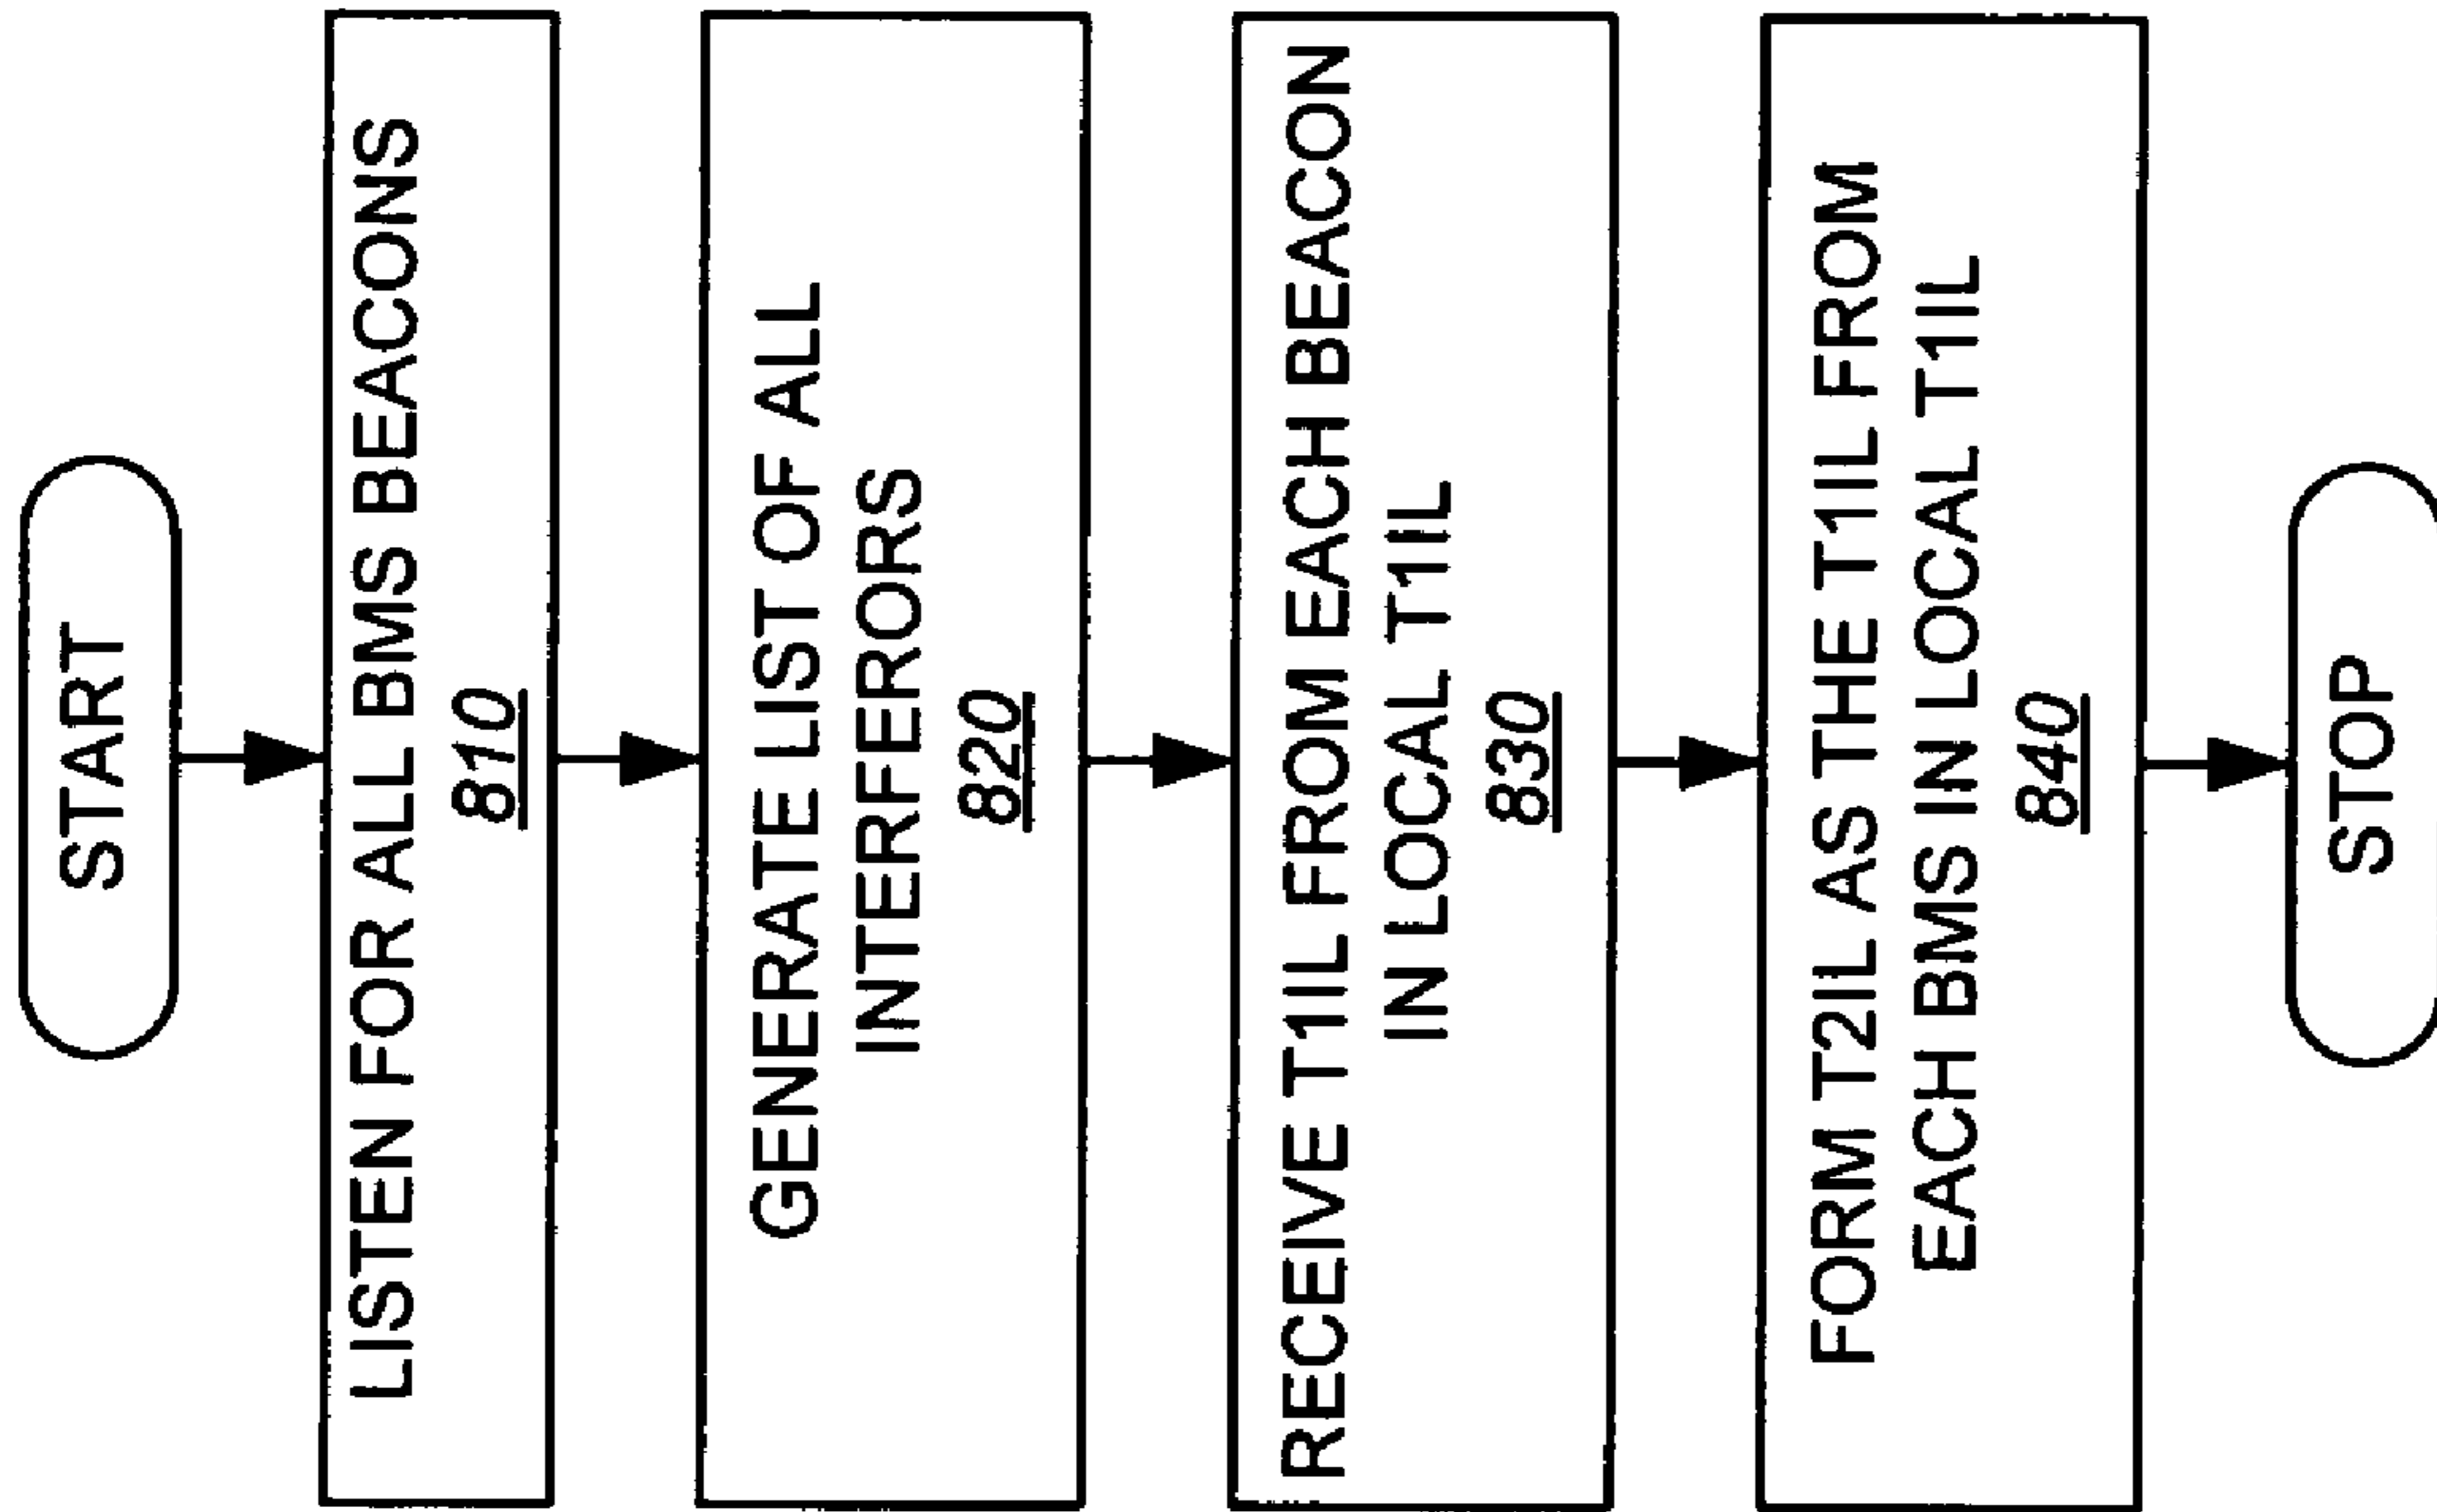 START
LISTEN FOR ALL BMS BEACONS
810
GENERATE LIST OF ALL
INTERFERORS
820
RECEIVE T1IL FROM EACH BEACON
IN LOCAL T1IL
830
FORM T2IL AS THE T1IL FROM
EACH BMS IN LOCAL T1IL
840
STOP